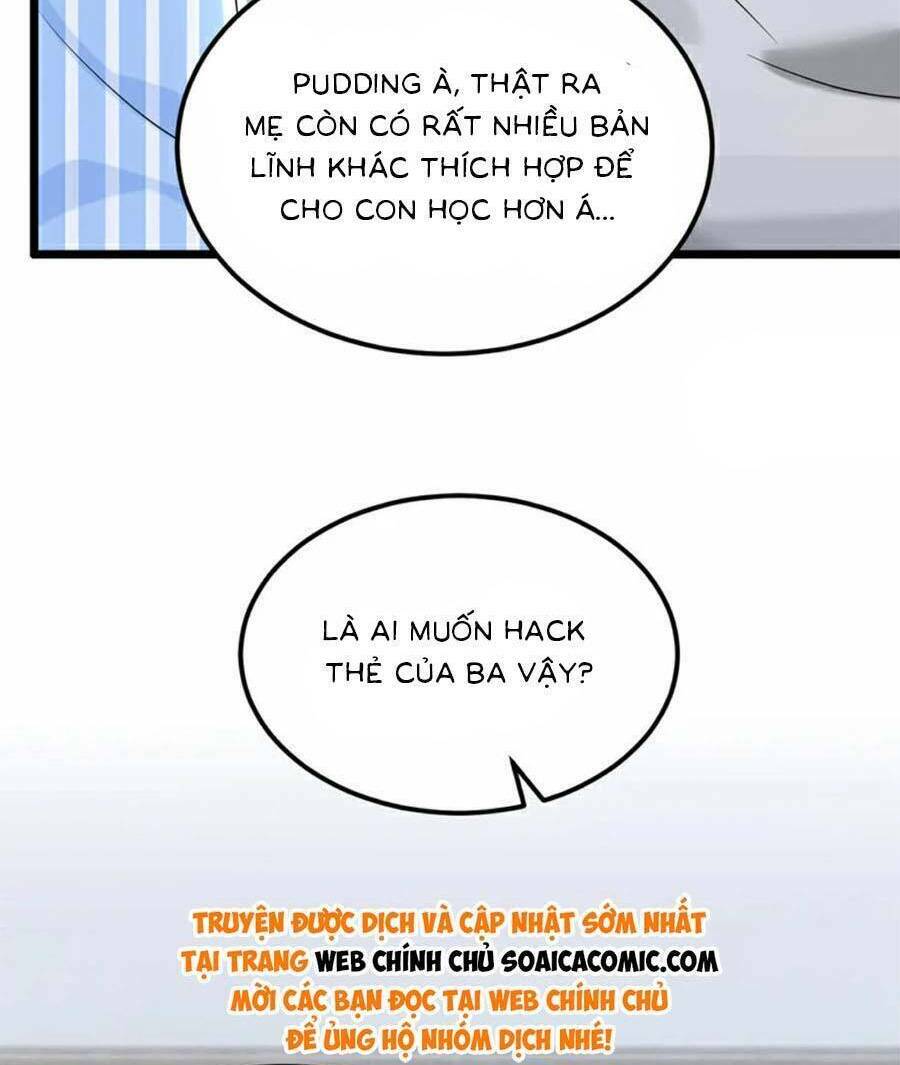 PUDDING À, THẬT RA
MẸ CÒN CÓ RẤT NHIỀU BẢN
LĨNH KHÁC THÍCH HỢP ĐỂ
CHO CON HỌC HƠN Á...
LÀ AI MUỐN HACK
THẺ CỦA BA VẬY?
TRUYỆN ĐƯỢC DỊCH VÀ CẬP NHẬT SỚM NHẤT
TẠI TRANG WEB CHÍNH CHỦ SOAICACOMIC.COM
MỜI CÁC BẠN ĐỌC TẠI WEB CHÍNH CHỦ
ĐỂ ỦNG HỘ NHÓM DỊCH NHÉ!